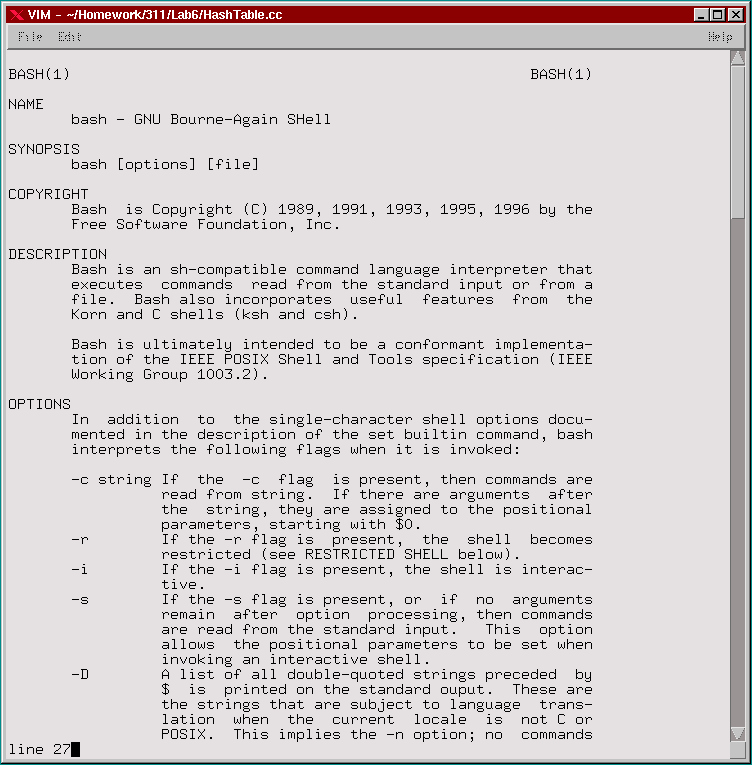 VIM - ~/Homework/311/Lab6/HashTable.cc
File Edit Help
BASH(1) BASH(1)
NAME
bash - GNU Bourne-Again SHell
SYNOPSIS
bash [options] [file]
COPYRIGHT
Bash is Copyright (C) 1989, 1991, 1993, 1995, 1996 by the
Free Software Foundation, Inc.
DESCRIPTION
Bash is an sh-compatible command language interpreter that
executes commands read from the standard input or from a
file. Bash also incorporates useful features from the
Korn and C shells (ksh and csh).
Bash is ultimately intended to be a conformant implementa-
tion of the IEEE POSIX Shell and Tools specification (IEEE
Working Group 1003.2).
OPTIONS
In addition to the single-character shell options docu-
mented in the description of the set builtin command, bash
interprets the following flags when it is invoked:
-c string If the -c flag is present, then commands are
read from string. If there are arguments after
the string, they are assigned to the positional
parameters, starting with $0.
-r If the -r flag is present, the shell becomes
restricted (see RESTRICTED SHELL below).
-i If the -i flag is present, the shell is interac-
tive.
-s If the -s flag is present, or if no arguments
remain after option processing, then commands
are read from the standard input. This option
allows the positional parameters to be set when
invoking an interactive shell.
-D A list of all double-quoted strings preceded by
$ is printed on the standard ouput. These are
the strings that are subject to language trans-
lation when the current locale is not C or
POSIX. This implies the -n option; no commands
line 27